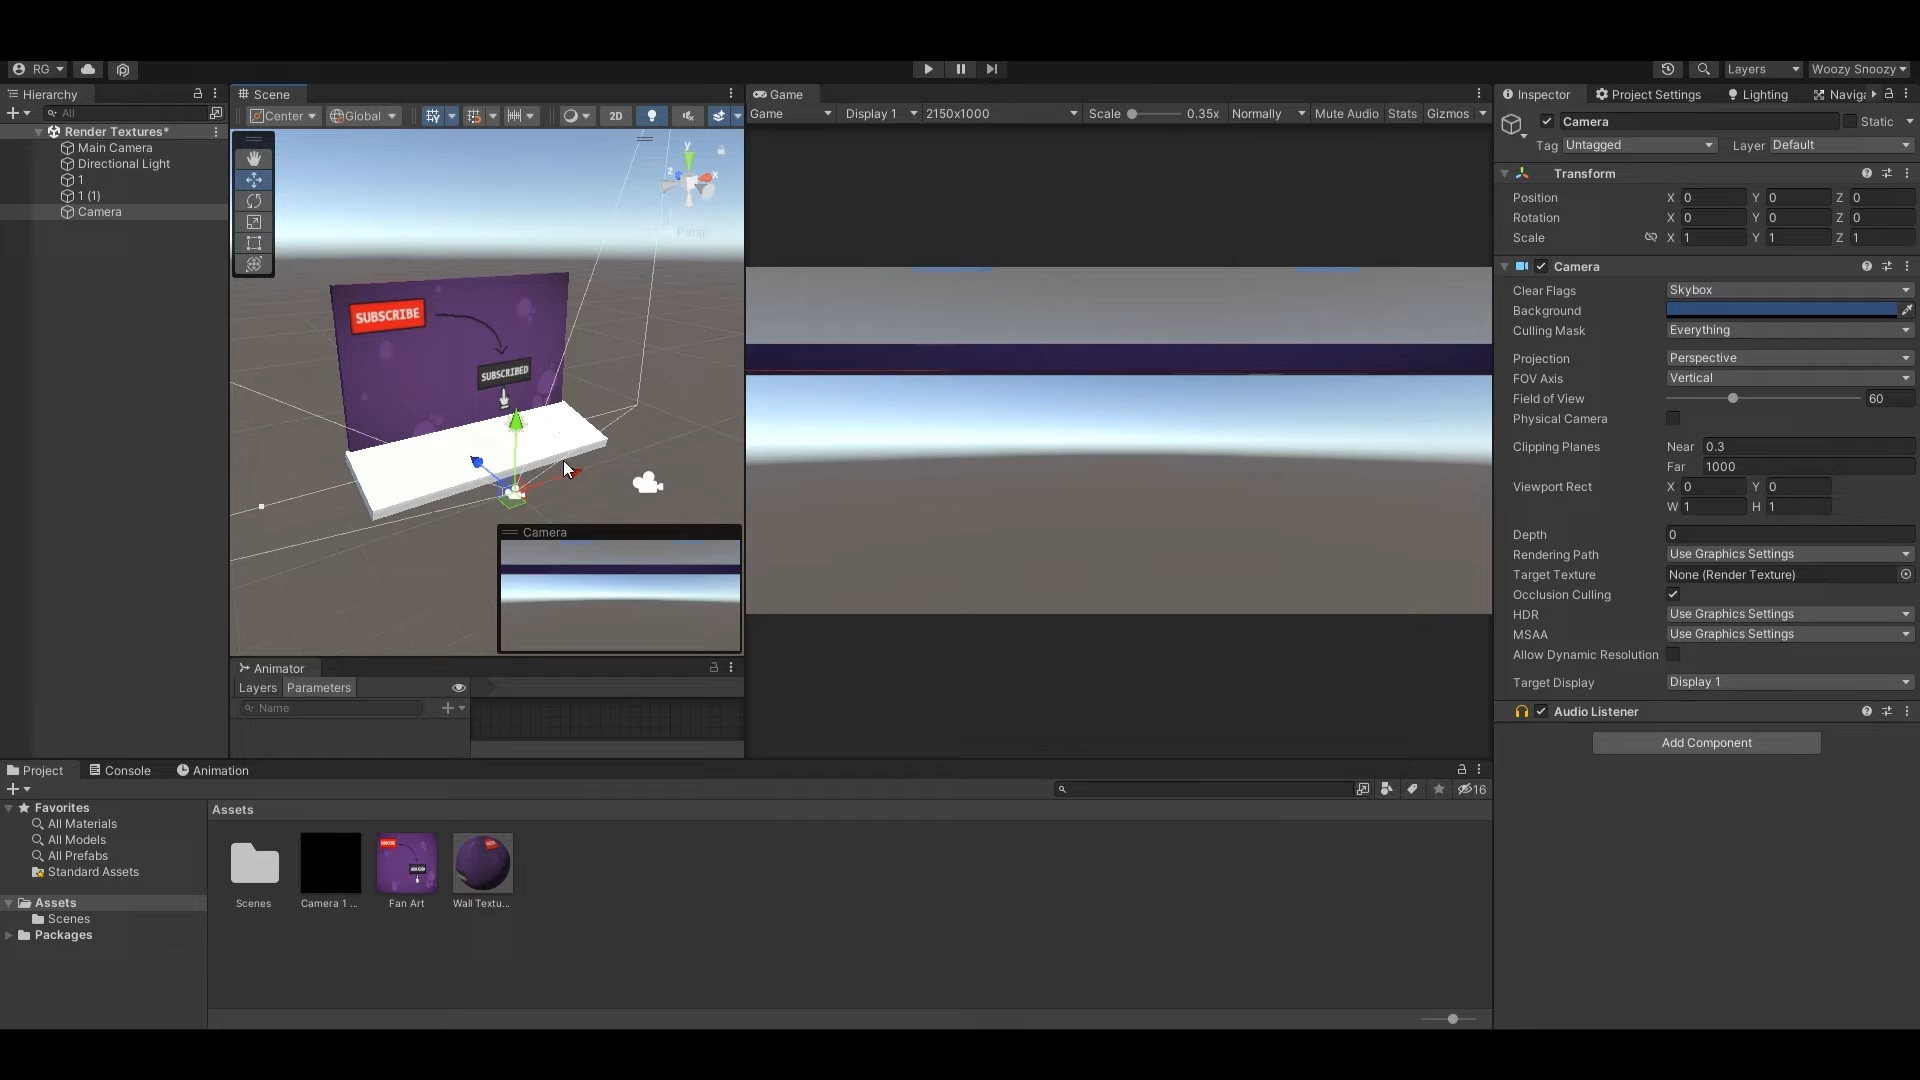 RG
Layers
Woozy Snoozy
Hierarchy
Scene
Game
Inspector
Project Settings
Lighting
Naviga
All
Center
Global
2D
Game
Display 1
2150x1000
Scale
0.35x
Normally
Mute Audio
Stats
Gizmos
Camera
Static
Tag
Untagged
Layer
Default
Render Textures*
Main Camera
Directional Light
1
1 (1)
Camera
y
z
x
Persp
SUBSCRIBE
SUBSCRIBED
Camera
Transform
Position X 0 Y 0 Z 0
Rotation X 0 Y 0 Z 0
Scale X 1 Y 1 Z 1
Camera
Clear Flags Skybox
Background
Culling Mask Everything
Projection Perspective
FOV Axis Vertical
Field of View 60
Physical Camera
Clipping Planes Near 0.3
Far 1000
Viewport Rect X 0 Y 0
W 1 H 1
Depth 0
Rendering Path Use Graphics Settings
Target Texture None (Render Texture)
Occlusion Culling
HDR Use Graphics Settings
MSAA Use Graphics Settings
Allow Dynamic Resolution
Target Display Display 1
Audio Listener
Add Component
Animator
Layers Parameters
Name
Project
Console
Animation
16
Favorites
All Materials
All Models
All Prefabs
Standard Assets
Assets
Scenes
Packages
Assets
Scenes
Camera 1 ...
Fan Art
Wall Textu...